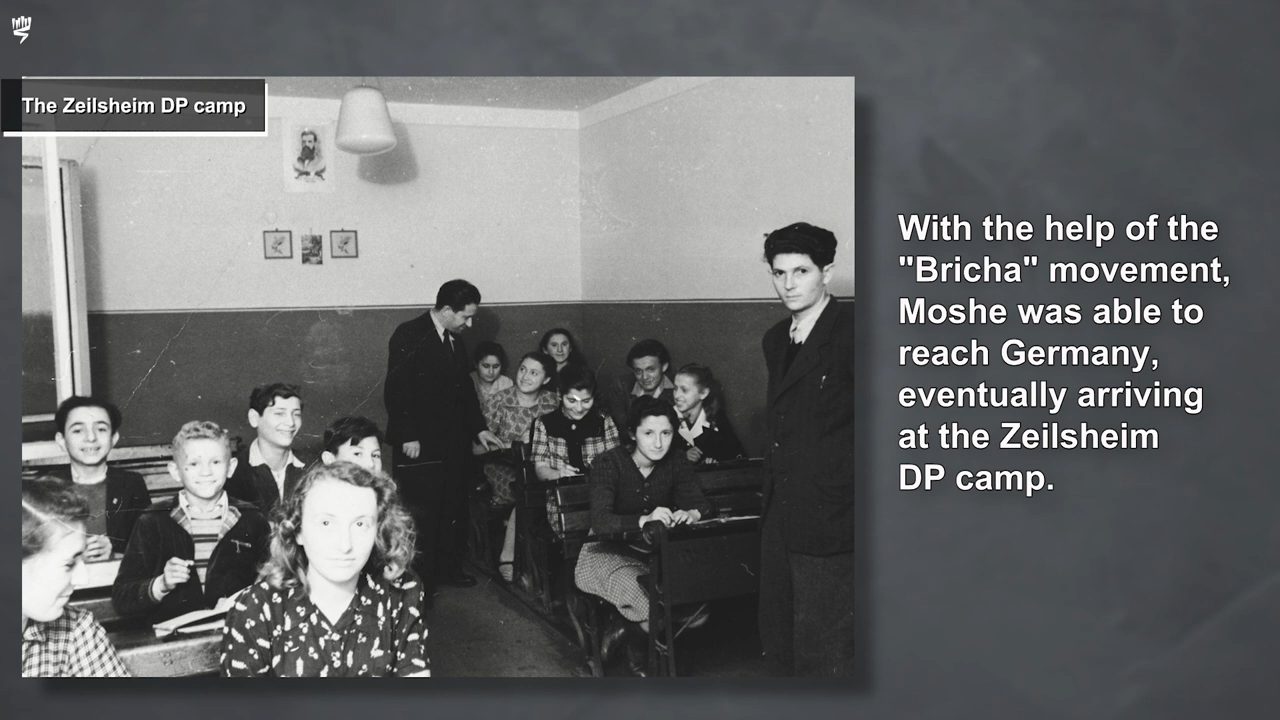 The Zeilsheim DP camp
With the help of the
"Bricha" movement,
Moshe was able to
reach Germany,
eventually arriving
at the Zeilsheim
DP camp.